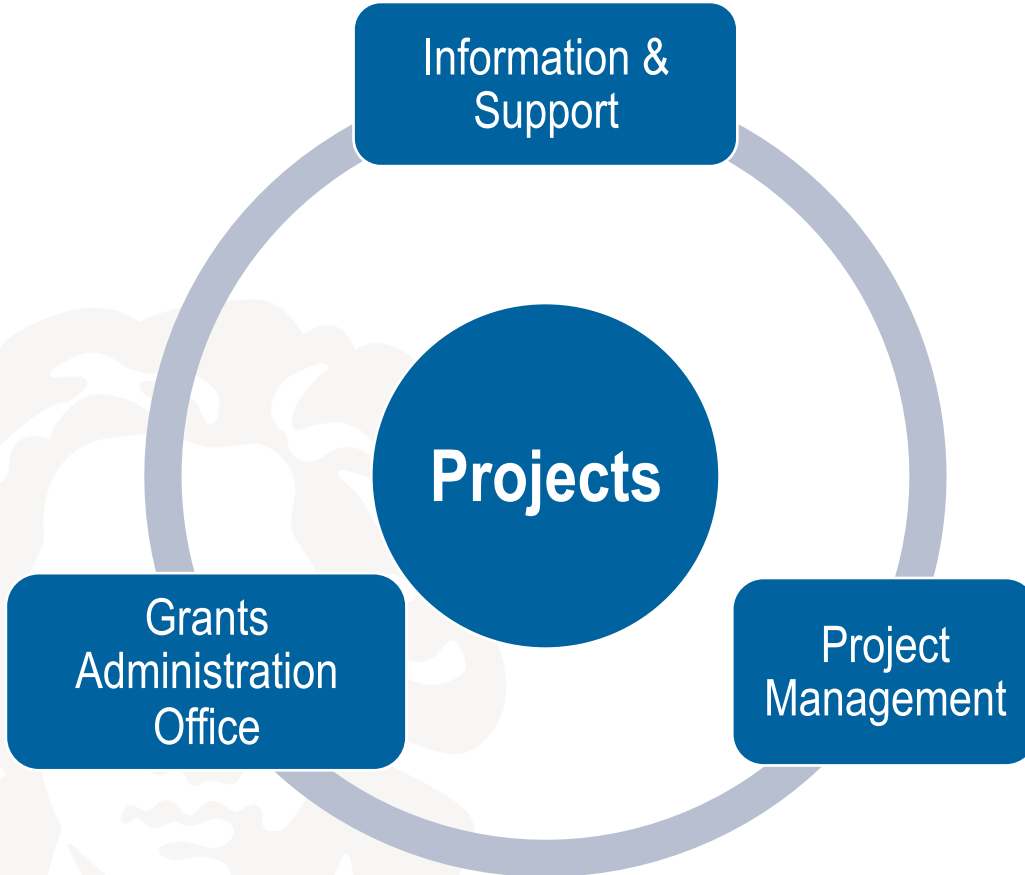 Information &
Support
Projects
Grants
Administration
Office
Project
Management